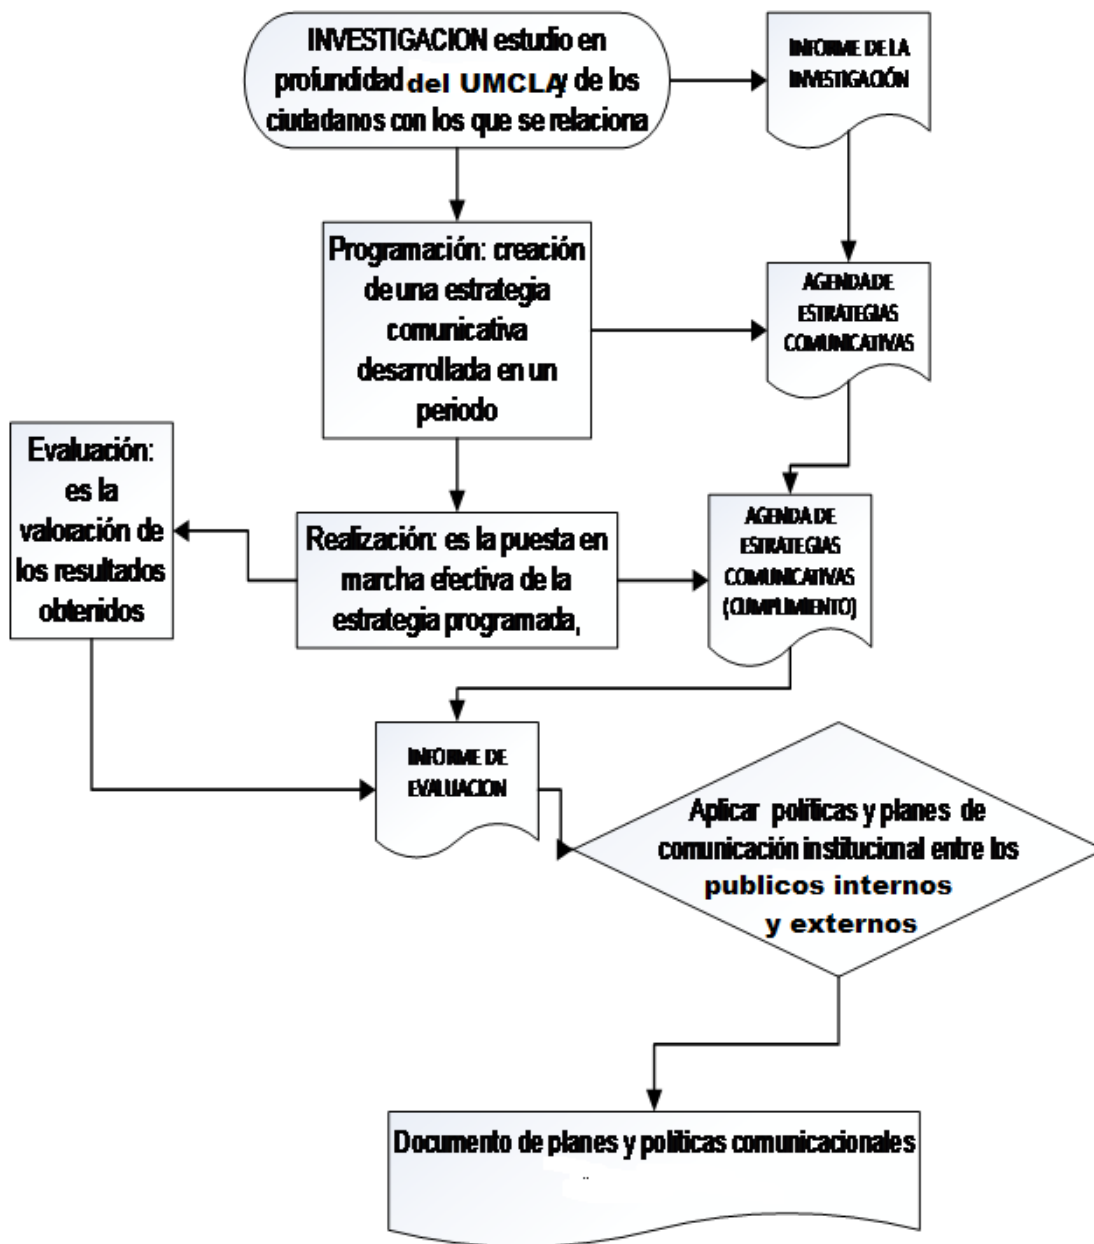 INVESTIGACION estudio en
profundidad del UMCLA y de los
ciudadanos con los que se relaciona
INFORME DE LA
INVESTIGACIÓN
Programación: creación
de una estrategia
comunicativa
desarrollada en un
periodo
AGENDA DE
ESTRATEGIAS
COMUNICATIVAS
Evaluación:
es la
valoración de
los resultados
obtenidos
Realización: es la puesta en
marcha efectiva de la
estrategia programada,
AGENDA DE
ESTRATEGIAS
COMUNICATIVAS
(CUMPLIMIENTO)
INFORME DE
EVALUACION
Aplicar políticas y planes de
comunicación institucional entre los
publicos internos
y externos
Documento de planes y políticas comunicacionales